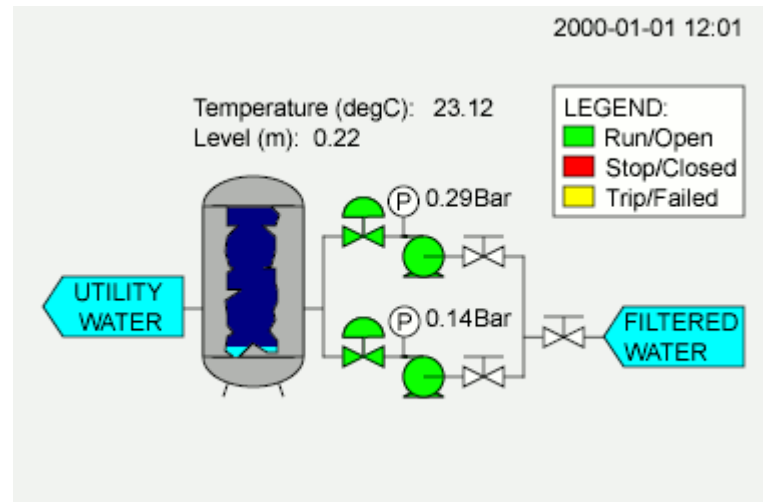 2000-01-01 12:01
Temperature (degC): 23.12
Level (m): 0.22
LEGEND:
Run/Open
Stop/Closed
Trip/Failed
P 0.29Bar
UTILITY
WATER
P 0.14Bar
FILTERED
WATER